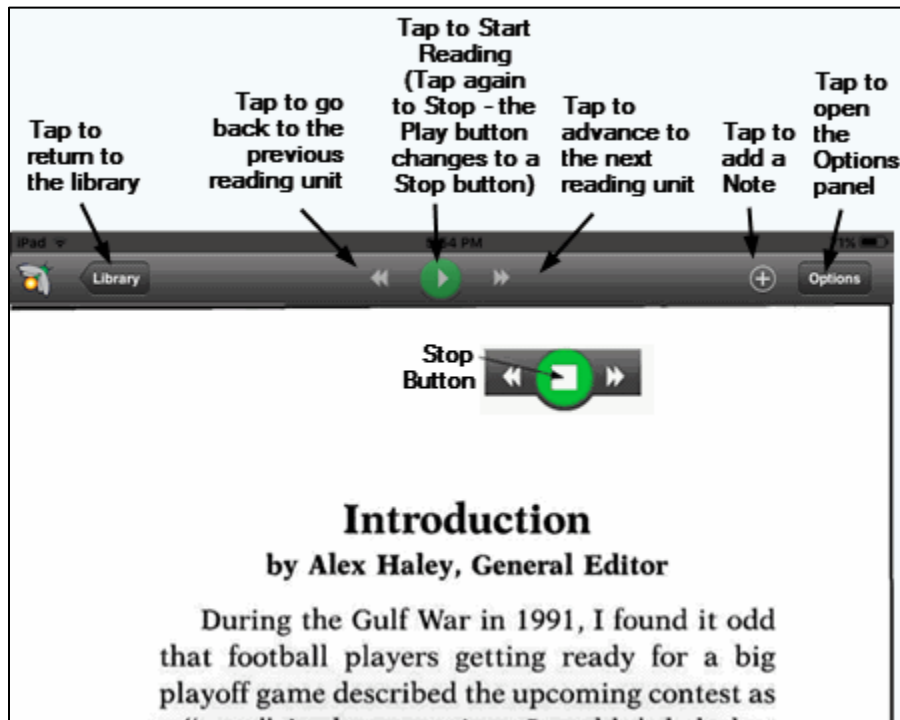 Tap to
return to
the library
Tap to go
back to the
previous
reading unit
Tap to Start
Reading
(Tap again
to Stop - the
Play button
changes to a
Stop button)
Tap to
advance to
the next
reading unit
Tap to
add a
Note
Tap to
open
the
Options
panel
iPad 54 PM 71%
Library Options
Stop
Button
Introduction
by Alex Haley, General Editor
During the Gulf War in 1991, I found it odd
that football players getting ready for a big
playoff game described the upcoming contest as